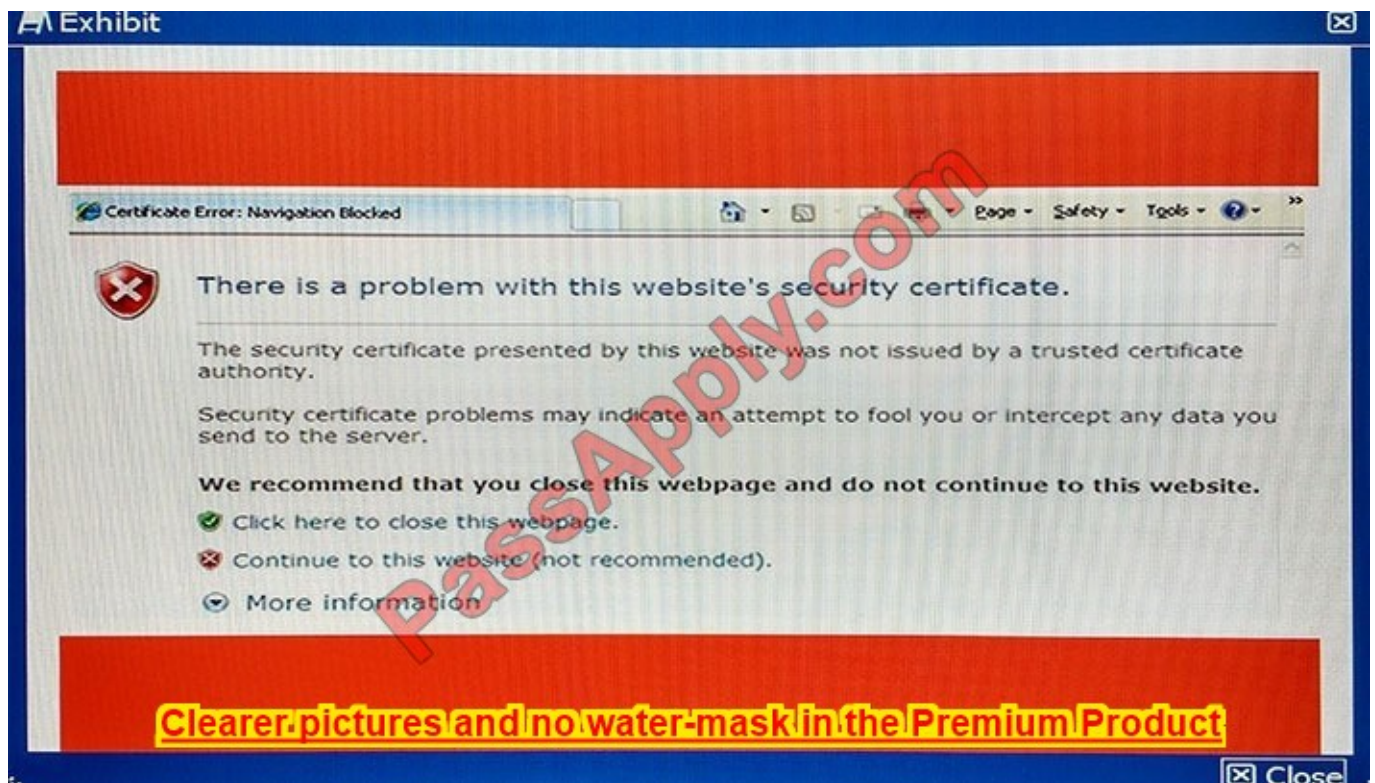 Exhibit
Certificate Error: Navigation Blocked
Page
Safety
Tools
»
There is a problem with this website's security certificate.
The security certificate presented by this website was not issued by a trusted certificate
authority.
Security certificate problems may indicate an attempt to fool you or intercept any data you
send to the server.
We recommend that you close this webpage and do not continue to this website.
Click here to close this webpage.
Continue to this website (not recommended).
More information
PassApply.com
Clearer pictures and no water-mask in the Premium Product
Close